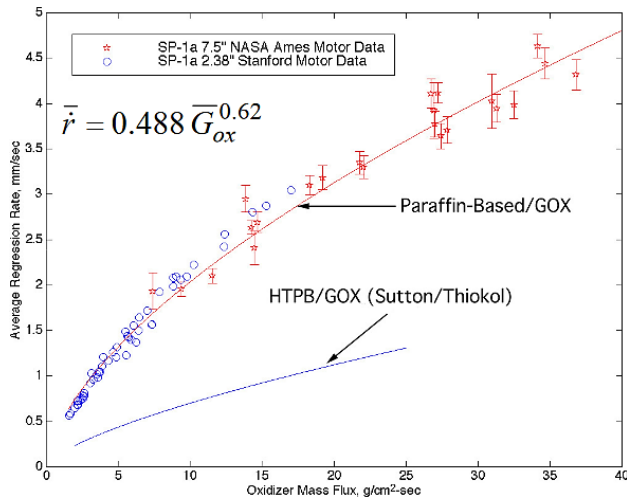 SP-1a 7.5" NASA Ames Motor Data
SP-1a 2.38" Stanford Motor Data
r̄̇ = 0.488 G̅ox^0.62
Paraffin-Based/GOX
HTPB/GOX (Sutton/Thiokol)
Average Regression Rate, mm/sec
5
4.5
4
3.5
3
2.5
2
1.5
1
0.5
0
0 5 10 15 20 25 30 35 40
Oxidizer Mass Flux, g/cm²-sec